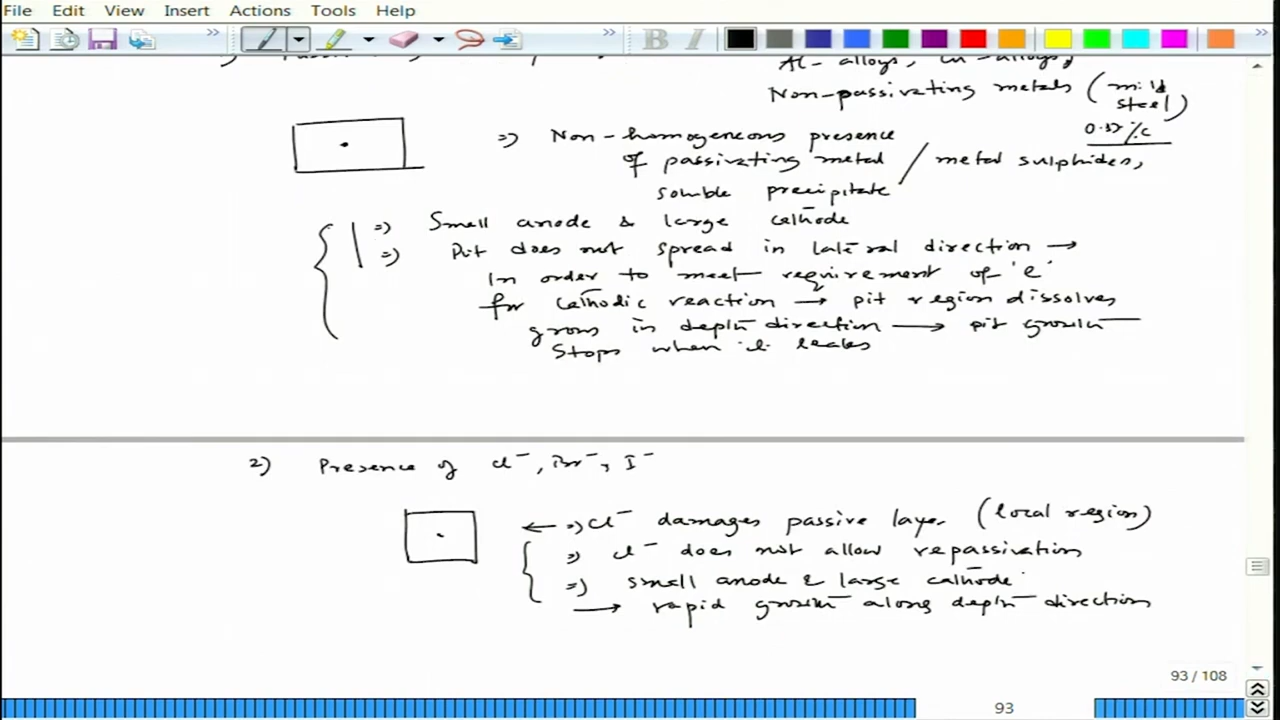 File Edit View Insert Actions Tools Help
B I
Al- alloys, Cu-alloys,
Non-passivating metals (mild
steel)
=> Non-homogeneous presence
of passivating metal / metal sulphides,
soluble precipitate
=> Small anode & large cathode
=> Pit does not spread in lateral direction →
In order to meet requirement of 'e'
for cathodic reaction → pit region dissolves
grows in depth direction → pit growth
stops when it leaks
2) Presence of Cl⁻, Br⁻, I⁻
← => Cl⁻ damages passive layer (local region)
=> Cl⁻ does not allow repassivation
=> small anode & large cathode
→ rapid growth along depth direction
93 / 108
93